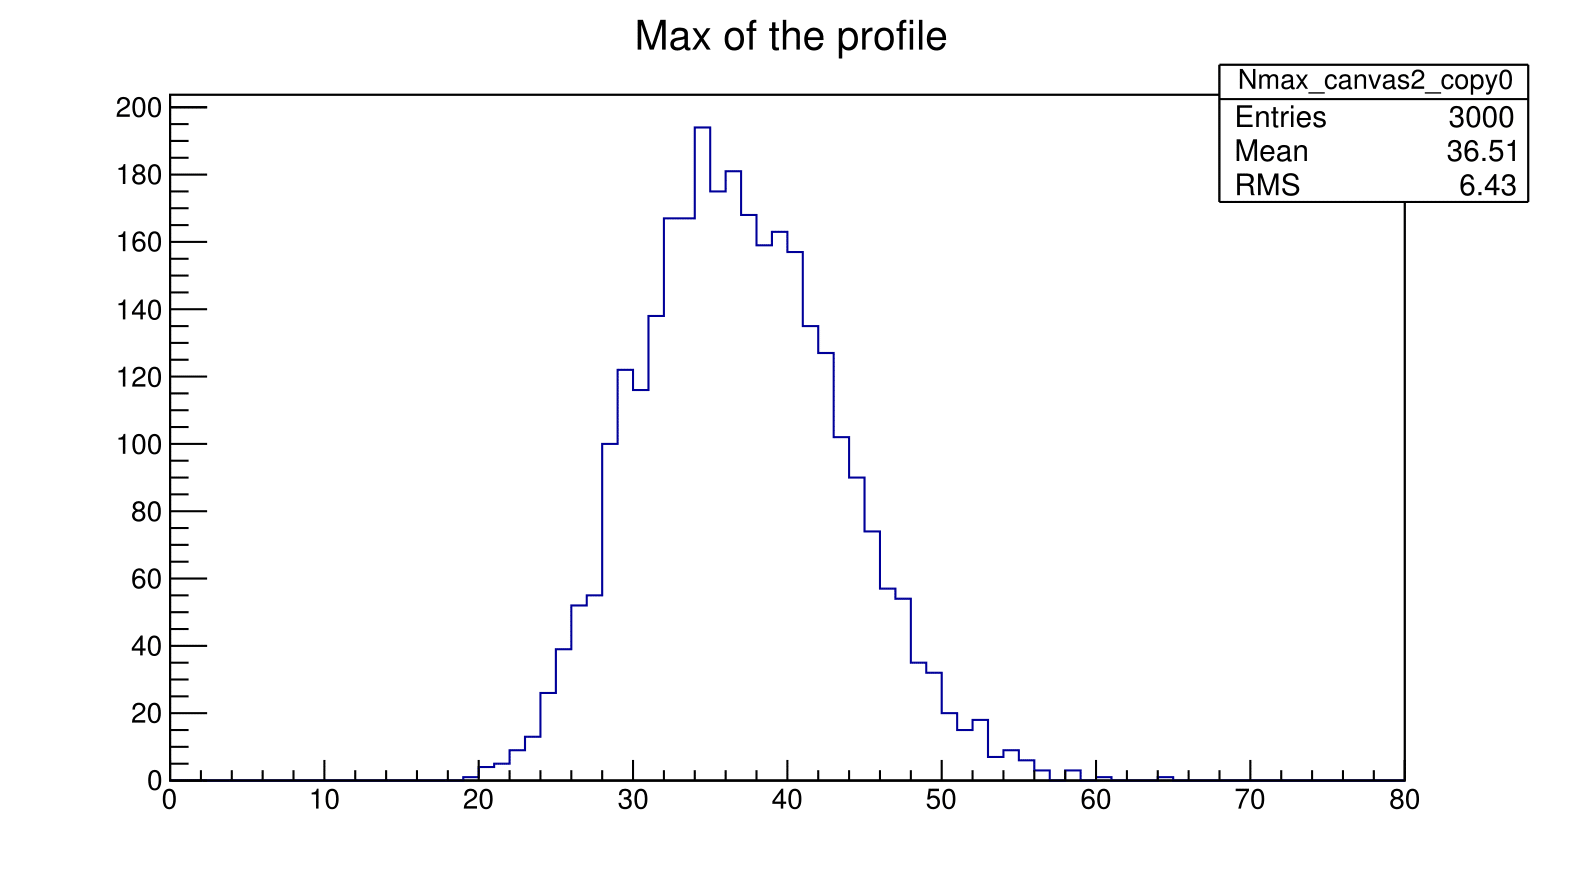 Max of the profile
Nmax_canvas2_copy0
Entries 3000
Mean 36.51
RMS 6.43
200
180
160
140
120
100
80
60
40
20
0
0 10 20 30 40 50 60 70 80